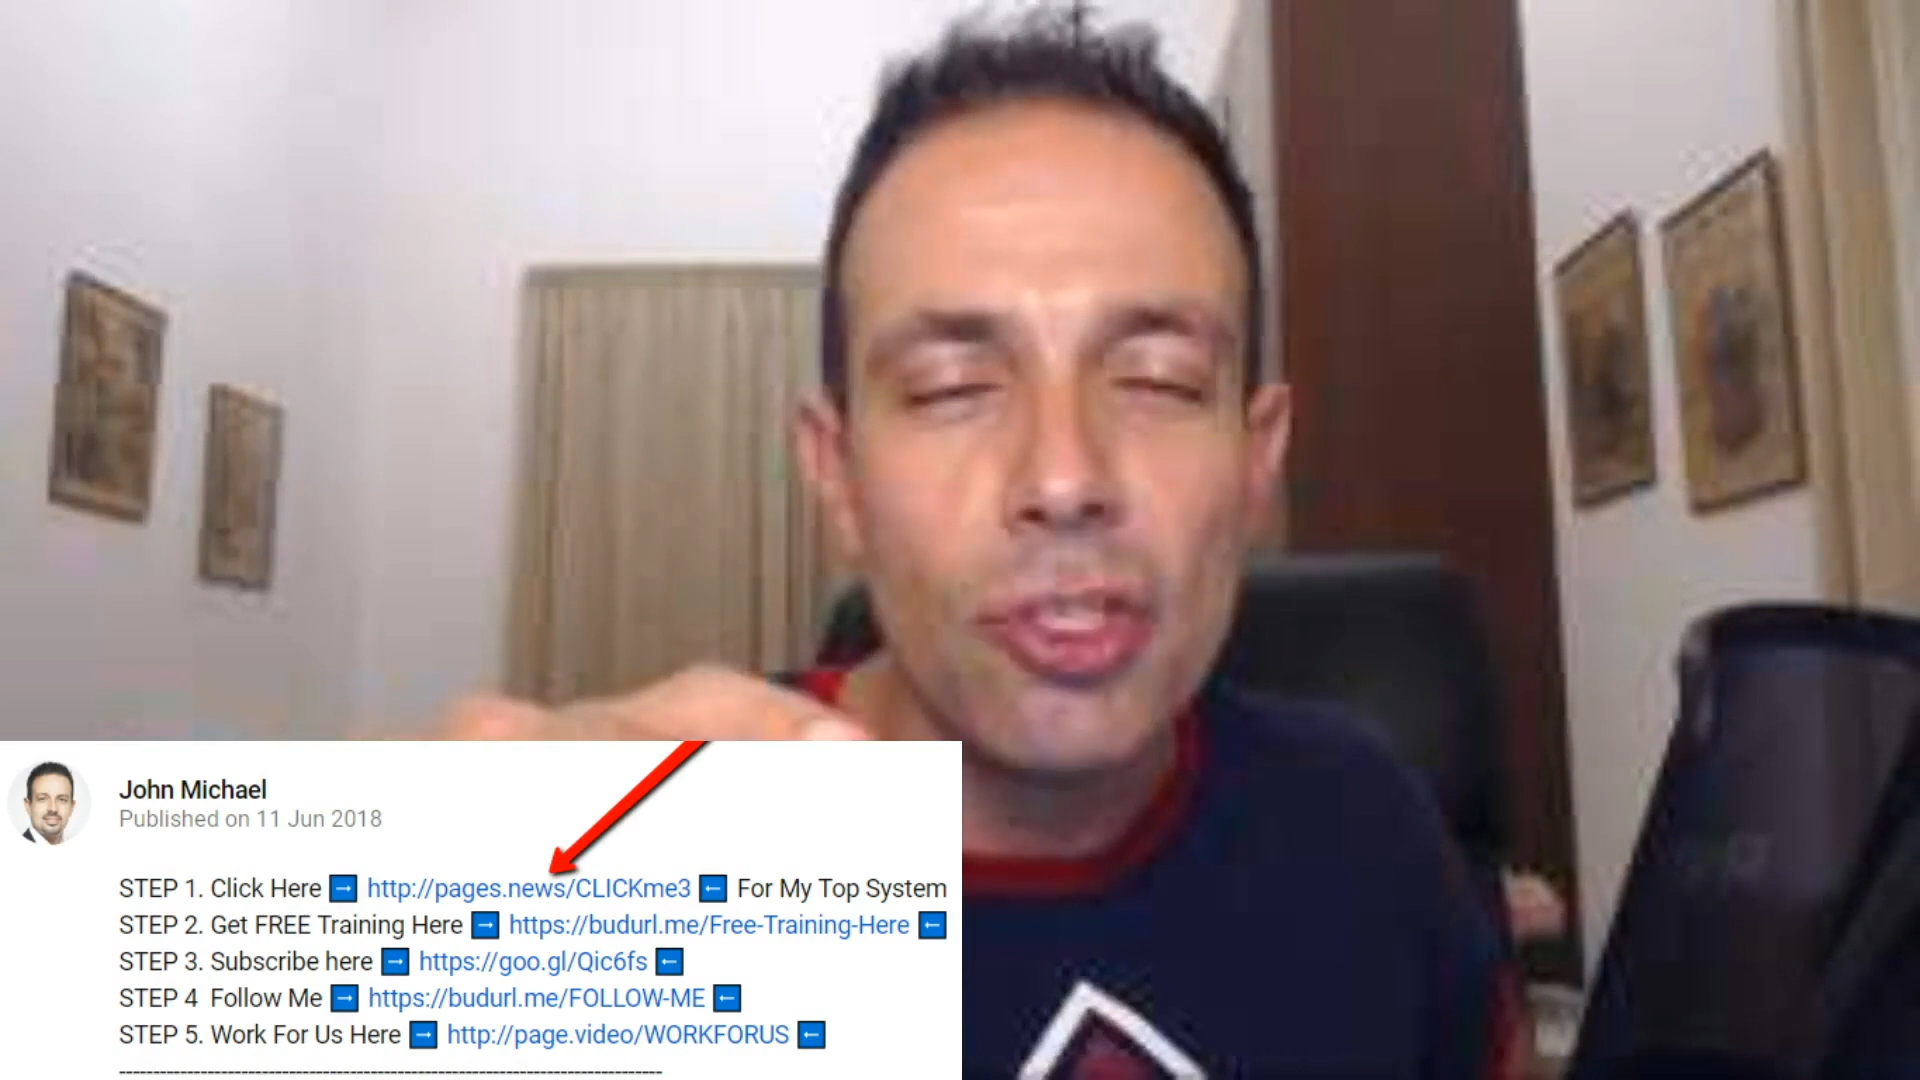 John Michael
Published on 11 Jun 2018
STEP 1. Click Here ➡ http://pages.news/CLICKme3 ⬅ For My Top System
STEP 2. Get FREE Training Here ➡ https://budurl.me/Free-Training-Here ⬅
STEP 3. Subscribe here ➡ https://goo.gl/Qic6fs ⬅
STEP 4 Follow Me ➡ https://budurl.me/FOLLOW-ME ⬅
STEP 5. Work For Us Here ➡ http://page.video/WORKFORUS ⬅
--------------------------------------------------------------------------------